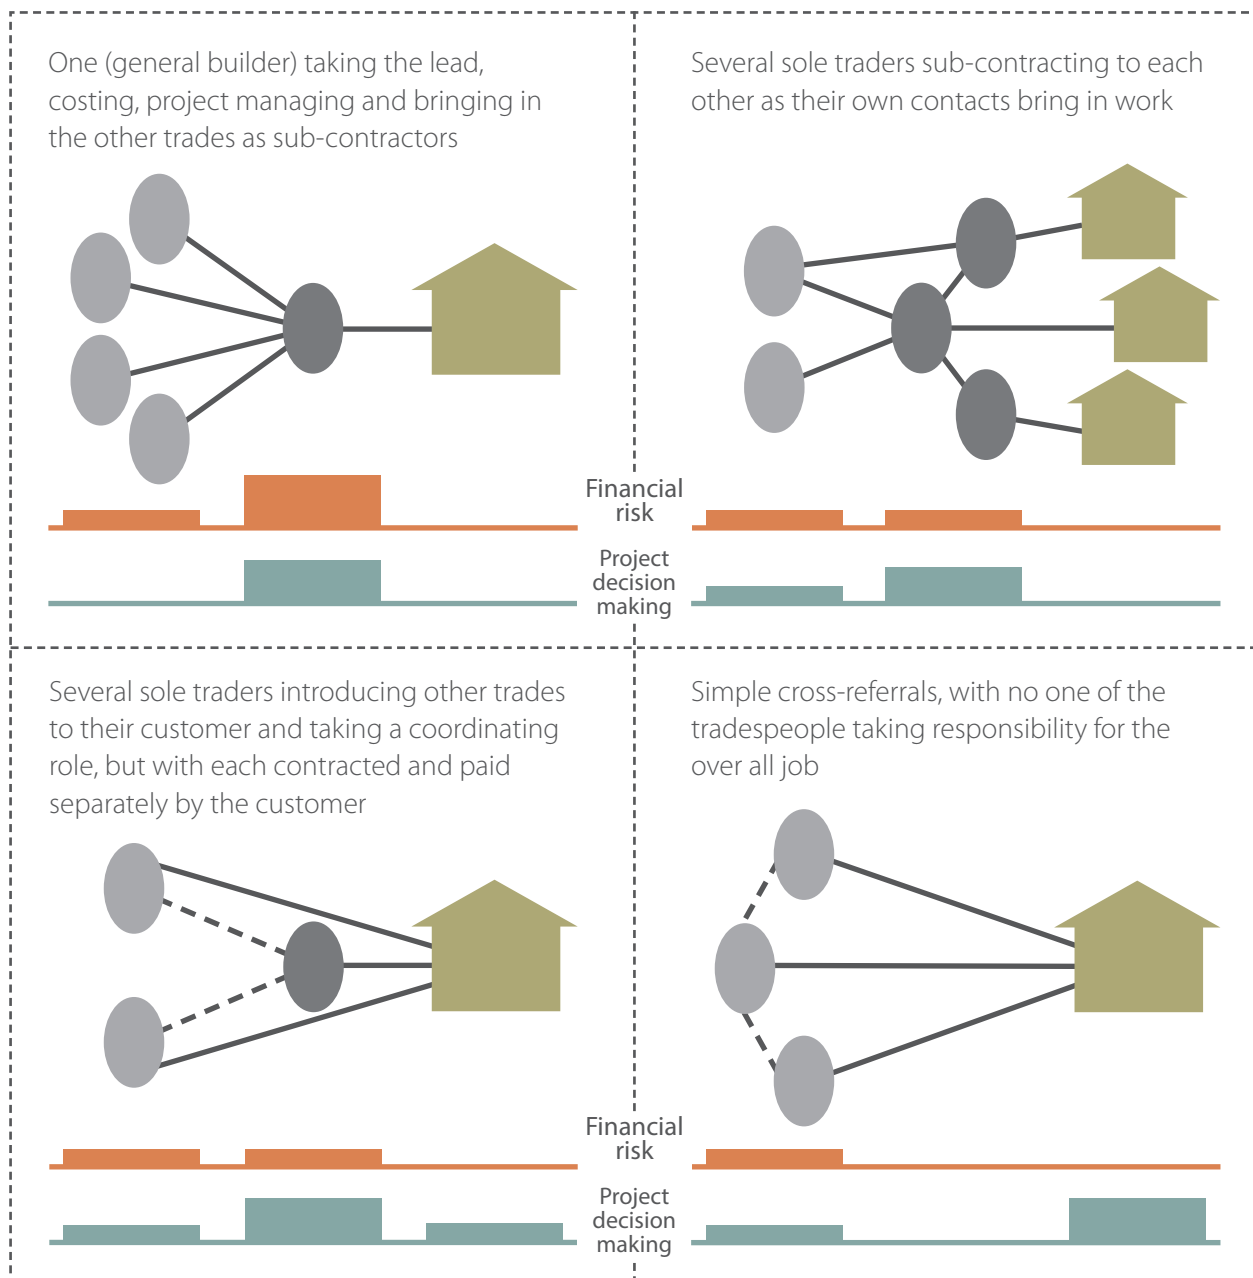 One (general builder) taking the lead,
costing, project managing and bringing in
the other trades as sub-contractors
Several sole traders sub-contracting to each
other as their own contacts bring in work
Financial
risk
Project
decision
making
Several sole traders introducing other trades
to their customer and taking a coordinating
role, but with each contracted and paid
separately by the customer
Simple cross-referrals, with no one of the
tradespeople taking responsibility for the
over all job
Financial
risk
Project
decision
making